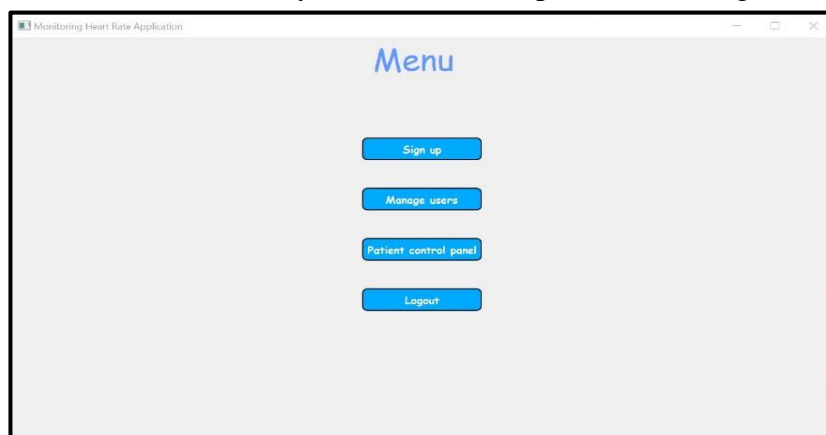 Monitoring Heart Rate Application
Menu
Sign up
Manage users
Patient control panel
Logout